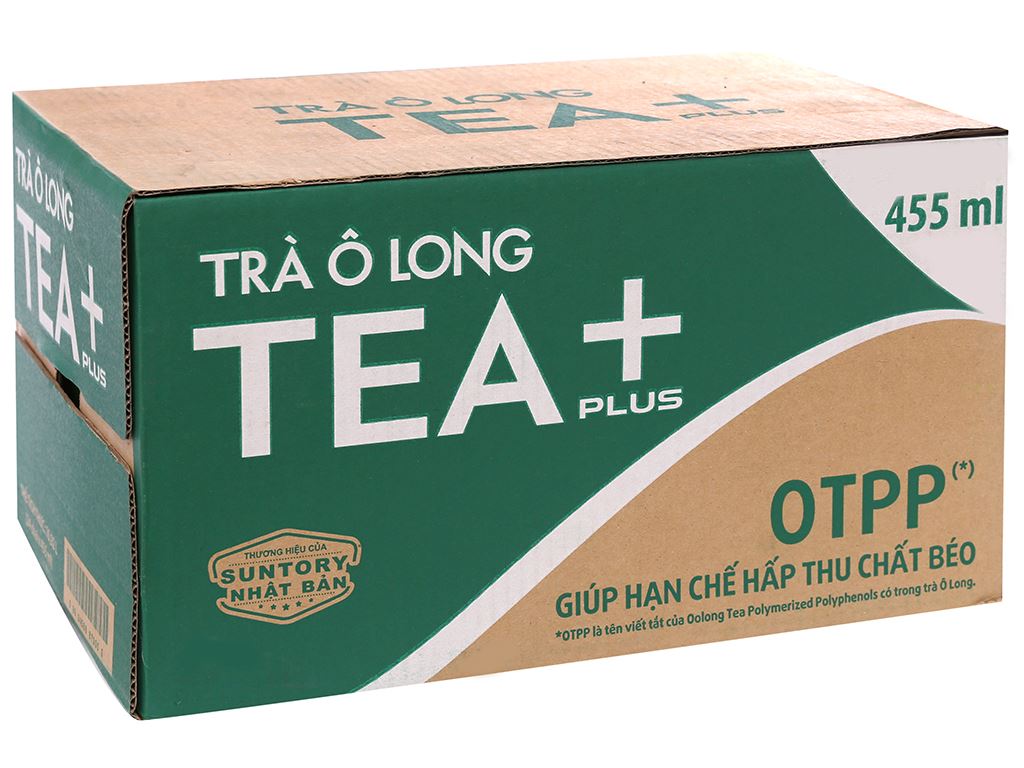 TRÀ Ô LONG
TEA+
PLUS
TRÀ Ô LONG
TEA+
PLUS
TRÀ Ô LONG
TEA+
PLUS
455 ml
THƯƠNG HIỆU CỦA
SUNTORY
NHẬT BẢN
OTPP(*)
GIÚP HẠN CHẾ HẤP THU CHẤT BÉO
*OTPP là tên viết tắt của Oolong Tea Polymerized Polyphenols có trong trà Ô Long.